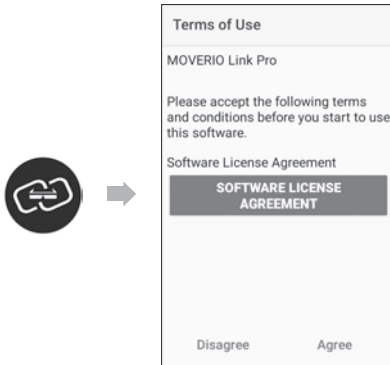 Terms of Use
MOVERIO Link Pro
Please accept the following terms
and conditions before you start to use
this software.
Software License Agreement
SOFTWARE LICENSE
AGREEMENT
Disagree Agree